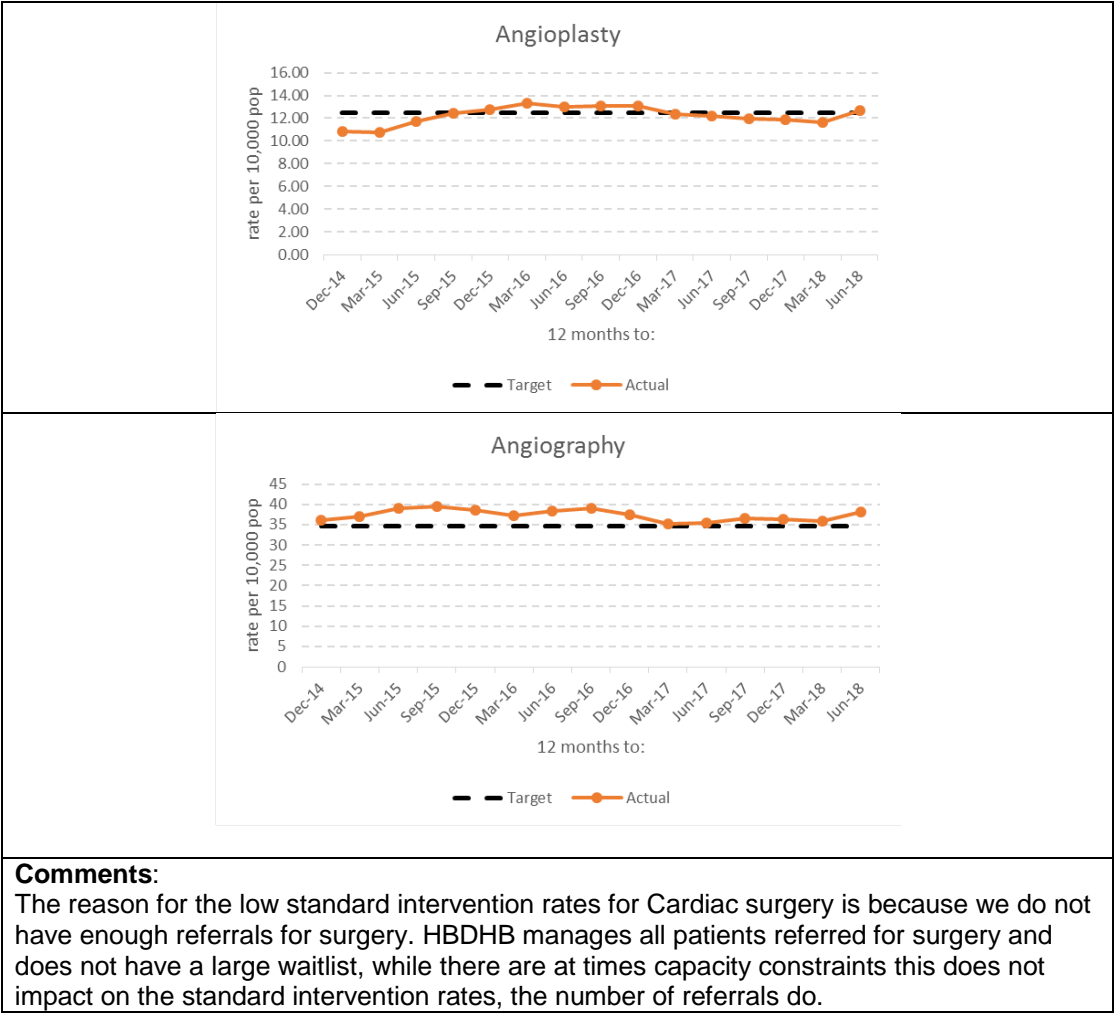 Angioplasty
16.00
14.00
12.00
10.00
8.00
6.00
4.00
2.00
0.00
rate per 10,000 pop
Dec-14 Mar-15 Jun-15 Sep-15 Dec-15 Mar-16 Jun-16 Sep-16 Dec-16 Mar-17 Jun-17 Sep-17 Dec-17 Mar-18 Jun-18
12 months to:
Target Actual
Angiography
45
40
35
30
25
20
15
10
5
0
rate per 10,000 pop
Dec-14 Mar-15 Jun-15 Sep-15 Dec-15 Mar-16 Jun-16 Sep-16 Dec-16 Mar-17 Jun-17 Sep-17 Dec-17 Mar-18 Jun-18
12 months to:
Target Actual
Comments:
The reason for the low standard intervention rates for Cardiac surgery is because we do not
have enough referrals for surgery. HBDHB manages all patients referred for surgery and
does not have a large waitlist, while there are at times capacity constraints this does not
impact on the standard intervention rates, the number of referrals do.